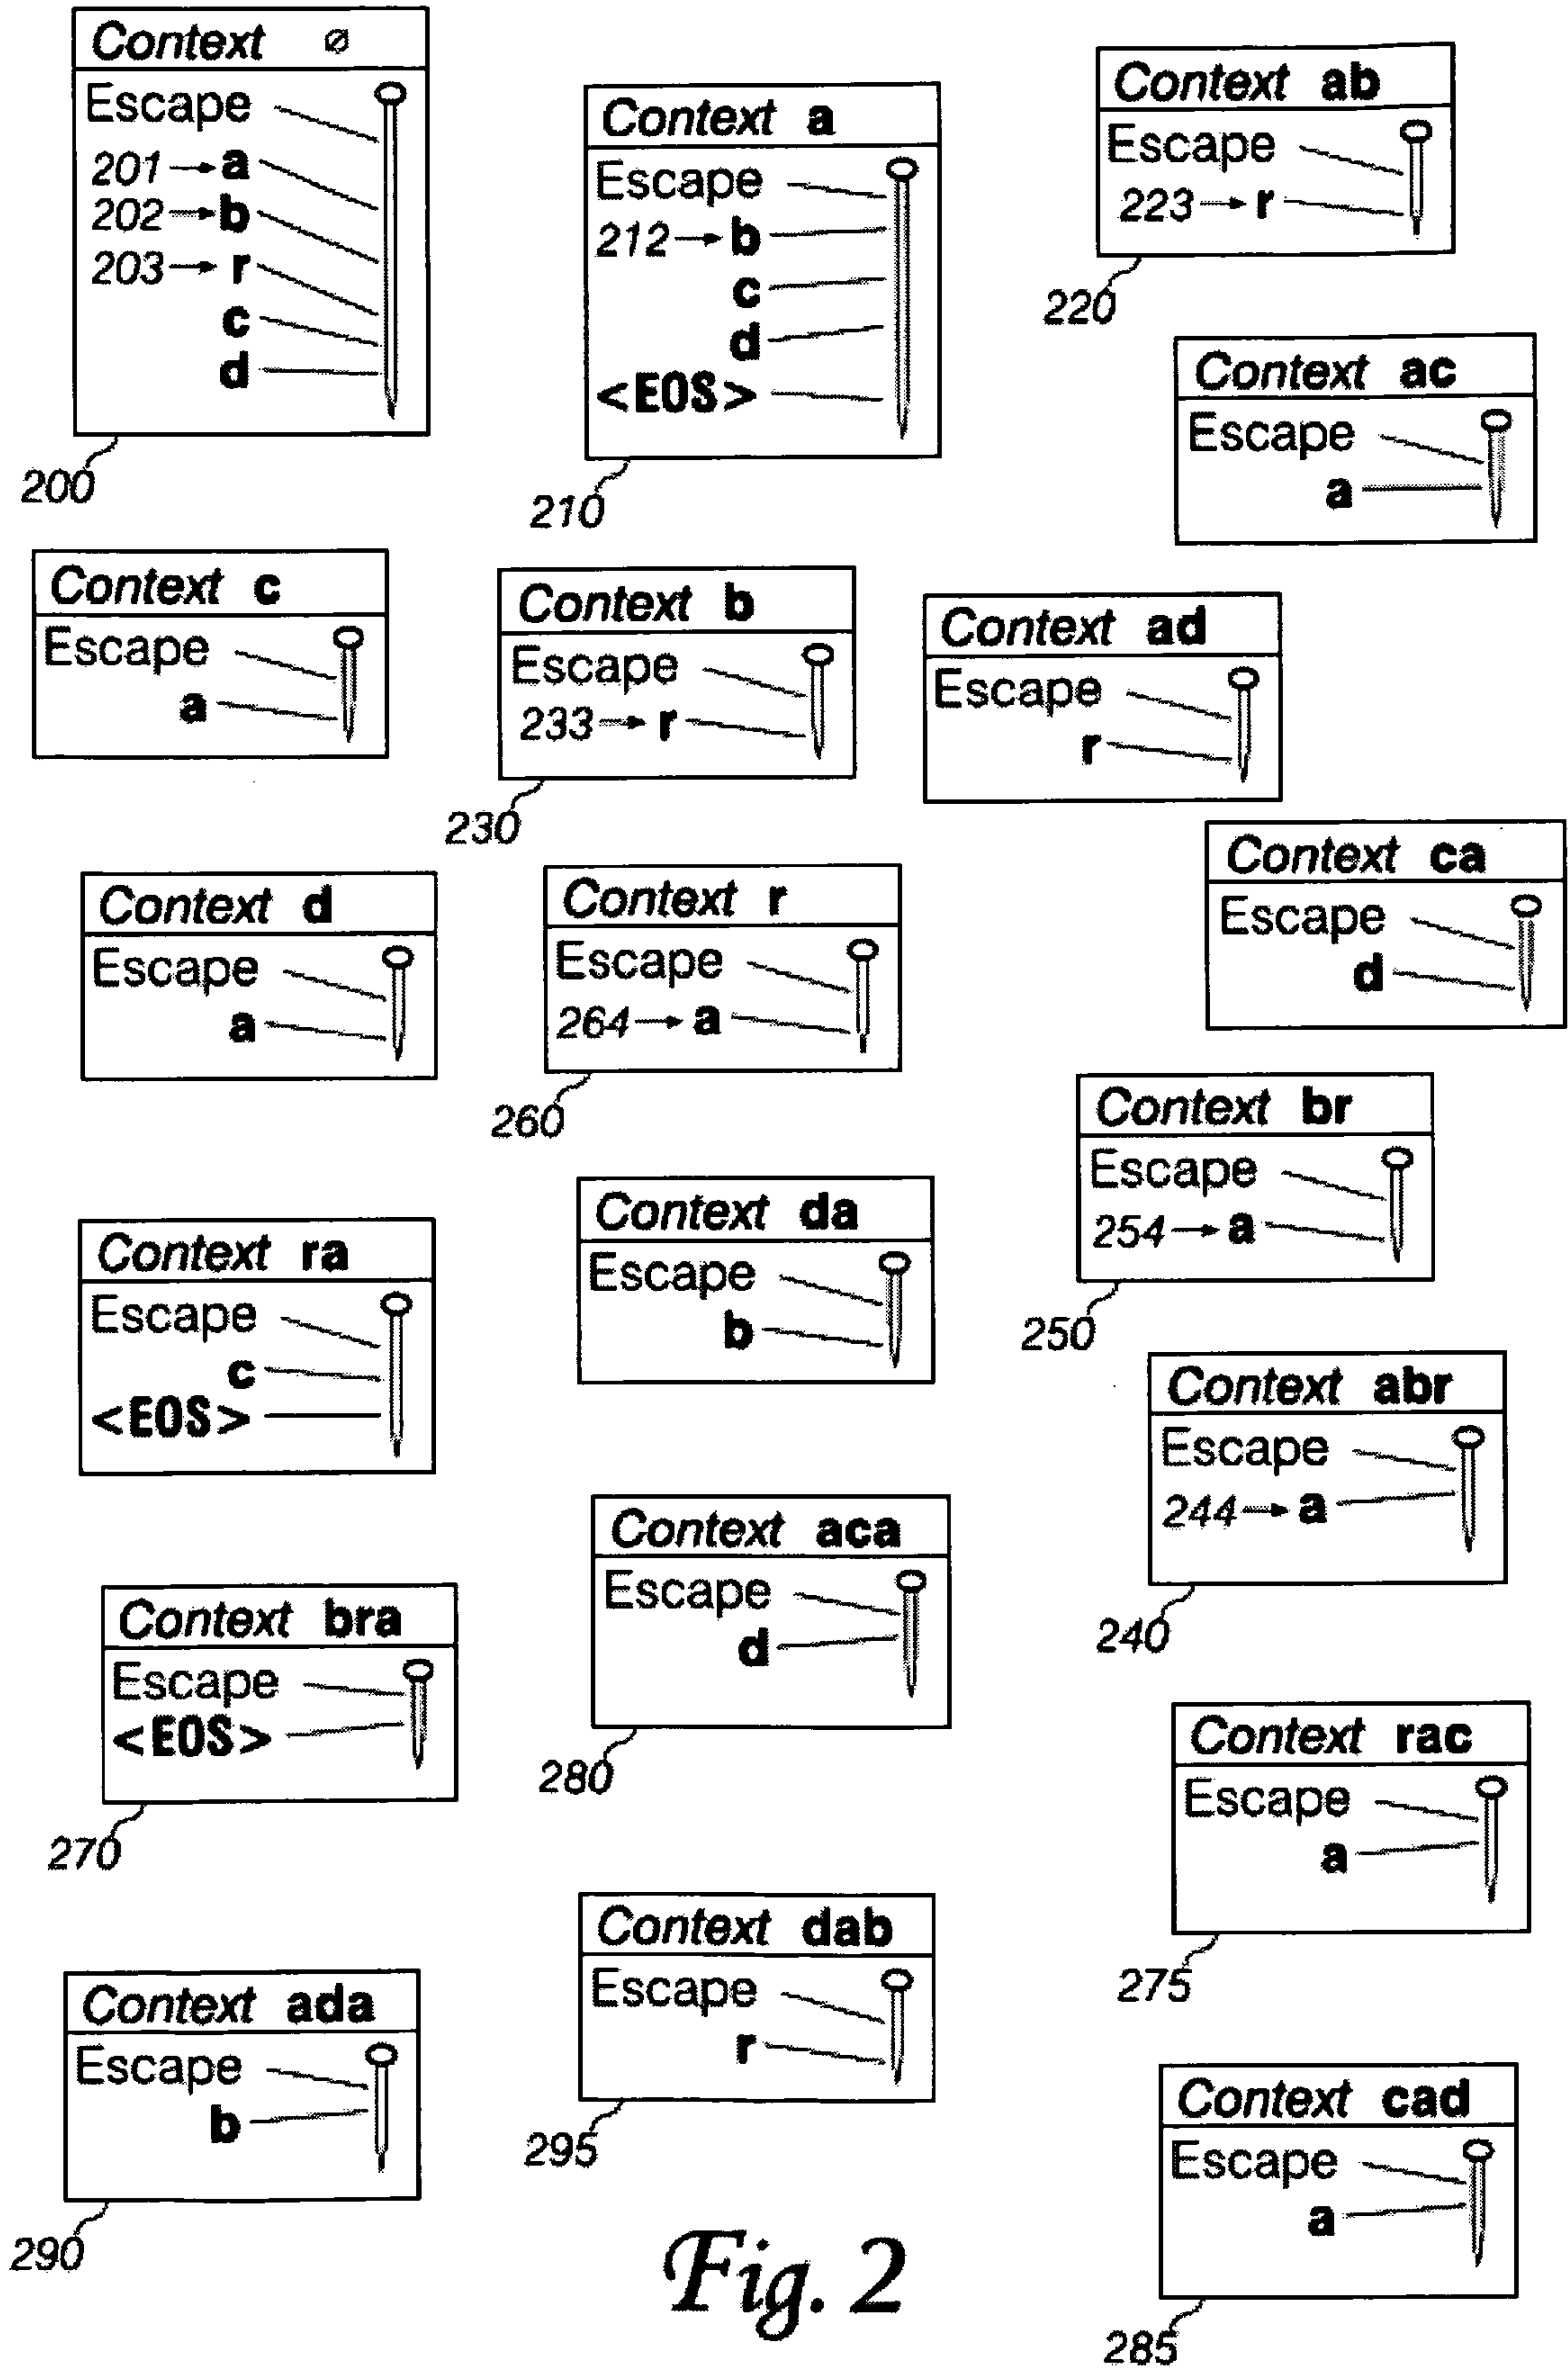 Context ∅
Escape
201→a
202→b
203→r
c
d
200
Context a
Escape
212→b
c
d
<EOS>
210
Context ab
Escape
223→r
220
Context ac
Escape
a
Context c
Escape
a
Context b
Escape
233→r
230
Context ad
Escape
r
Context ca
Escape
d
Context d
Escape
a
Context r
Escape
264→a
260
Context br
Escape
254→a
250
Context ra
Escape
c
<EOS>
Context da
Escape
b
Context abr
Escape
244→a
240
Context bra
Escape
<EOS>
270
Context aca
Escape
d
280
Context rac
Escape
a
275
Context ada
Escape
b
290
Context dab
Escape
r
295
Context cad
Escape
a
285
Fig. 2